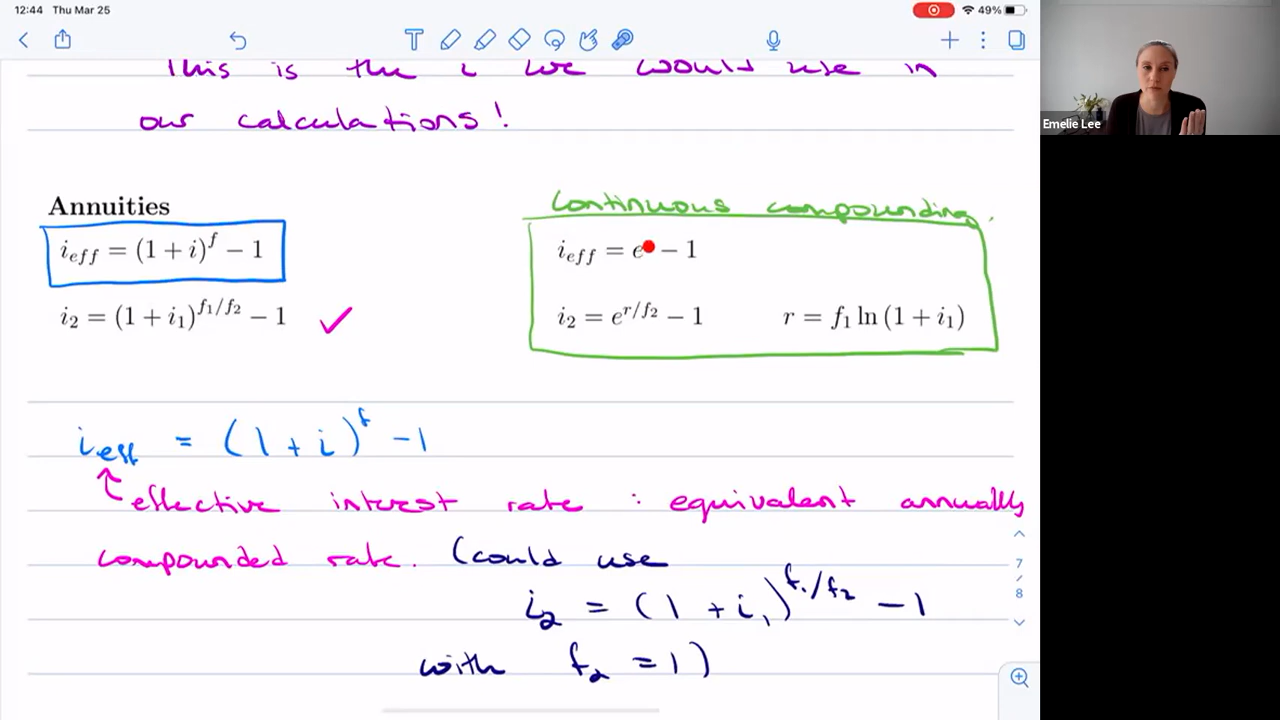 12:44 Thu Mar 25
49%
This is the i we would use in
our calculations!
Emelie Lee
Annuities
continuous compounding.
i_eff = (1 + i)^f − 1
i_eff = e − 1
i_2 = (1 + i_1)^{f_1/f_2} − 1
i_2 = e^{r/f_2} − 1
r = f_1 ln (1 + i_1)
i_eff = (1 + i)^f − 1
effective interest rate : equivalent annually
compounded rate. (could use
i_2 = (1 + i_1)^{f_1/f_2} − 1
with f_2 = 1)
7
/
8